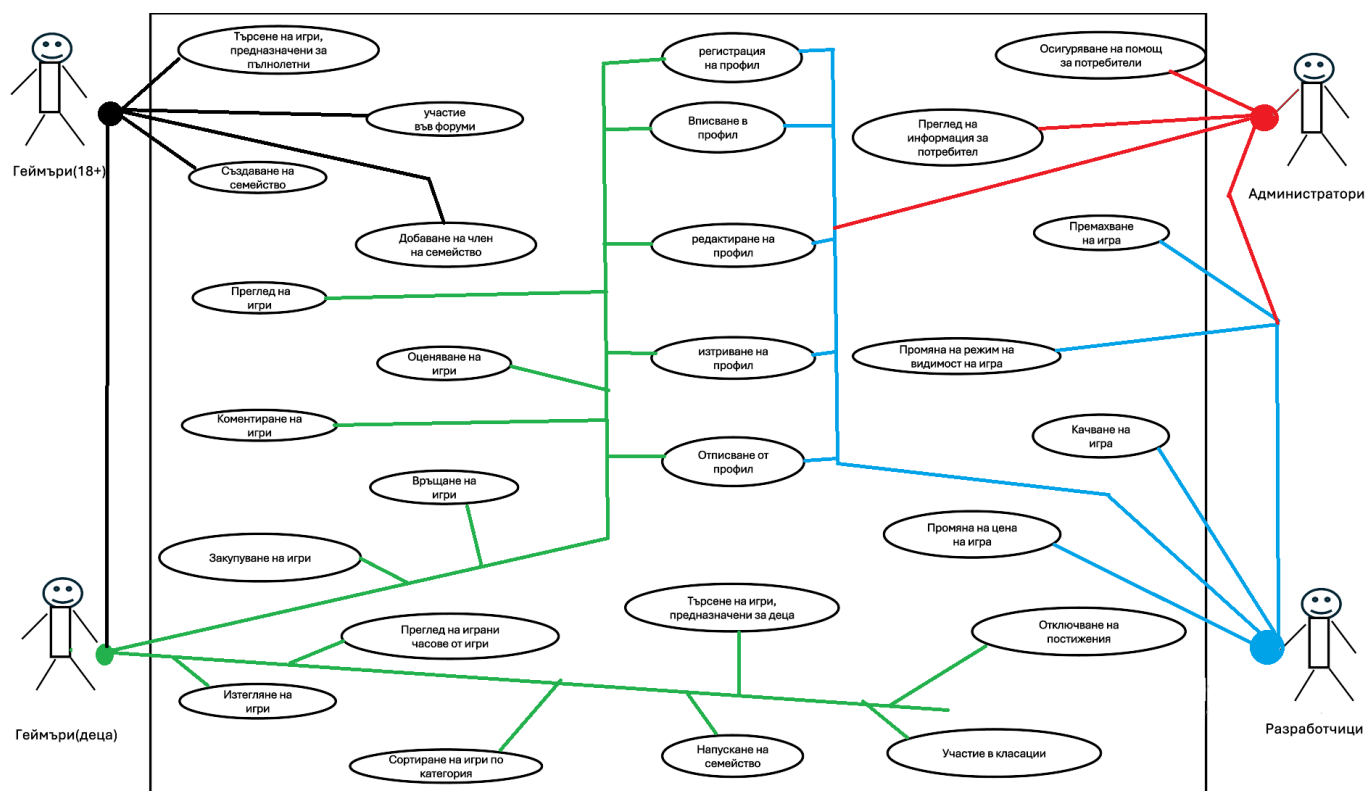 Търсене на игри,
предназначени за
пълнолетни
регистрация
на профил
Осигуряване на помощ
за потребители
участие
във форуми
Вписване в
профил
Преглед на
информация за
потребител
Геймъри(18+)
Създаване на
семейство
Администратори
Добаване на член
на семейство
редактиране на
профил
Премахване
на игра
Преглед на
игри
Оценяване на
игри
изтриване на
профил
Промяна на режим на
видимост на игра
Коментиране на
игри
Отписване от
профил
Качване на
игра
Връщане на
игри
Закупуване на игри
Промяна на цена
на игра
Търсене на игри,
предназначени за деца
Преглед на играни
часове от игри
Отключване на
постижения
Изтегляне на
игри
Геймъри(деца)
Разработчици
Сортиране на игри по
категория
Напускане на
семейство
Участие в класации